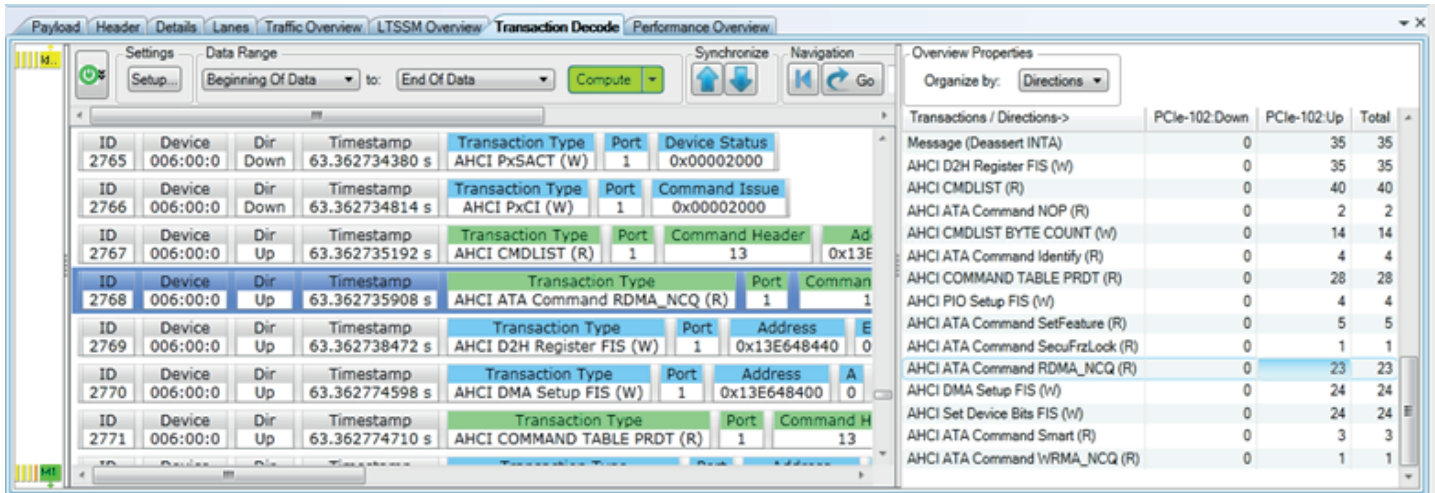 Payload Header Details Lanes Traffic Overview LTSSM Overview Transaction Decode Performance Overview
Id..
Settings Data Range Synchronize Navigation
Setup... Beginning Of Data to: End Of Data Compute Go
Overview Properties
Organize by: Directions
Transactions / Directions-> PCIe-102:Down PCIe-102:Up Total
ID Device Dir Timestamp Transaction Type Port Device Status
2765 006:00:0 Down 63.362734380 s AHCI PxSACT (W) 1 0x00002000
ID Device Dir Timestamp Transaction Type Port Command Issue
2766 006:00:0 Down 63.362734814 s AHCI PxCI (W) 1 0x00002000
ID Device Dir Timestamp Transaction Type Port Command Header Ad
2767 006:00:0 Up 63.362735192 s AHCI CMDLIST (R) 1 13 0x13E
ID Device Dir Timestamp Transaction Type Port Comman
2768 006:00:0 Up 63.362735908 s AHCI ATA Command RDMA_NCQ (R) 1 1
ID Device Dir Timestamp Transaction Type Port Address E
2769 006:00:0 Up 63.362738472 s AHCI D2H Register FIS (W) 1 0x13E648440 0
ID Device Dir Timestamp Transaction Type Port Address A
2770 006:00:0 Up 63.362774598 s AHCI DMA Setup FIS (W) 1 0x13E648400 0
ID Device Dir Timestamp Transaction Type Port Command H
2771 006:00:0 Up 63.362774710 s AHCI COMMAND TABLE PRDT (R) 1 13
M1
Message (Deassert INTA) 0 35 35
AHCI D2H Register FIS (W) 0 35 35
AHCI CMDLIST (R) 0 40 40
AHCI ATA Command NOP (R) 0 2 2
AHCI CMDLIST BYTE COUNT (W) 0 14 14
AHCI ATA Command Identify (R) 0 4 4
AHCI COMMAND TABLE PRDT (R) 0 28 28
AHCI PIO Setup FIS (W) 0 4 4
AHCI ATA Command SetFeature (R) 0 5 5
AHCI ATA Command SecuFrzLock (R) 0 1 1
AHCI ATA Command RDMA_NCQ (R) 0 23 23
AHCI DMA Setup FIS (W) 0 24 24
AHCI Set Device Bits FIS (W) 0 24 24
AHCI ATA Command Smart (R) 0 3 3
AHCI ATA Command WRMA_NCQ (R) 0 1 1